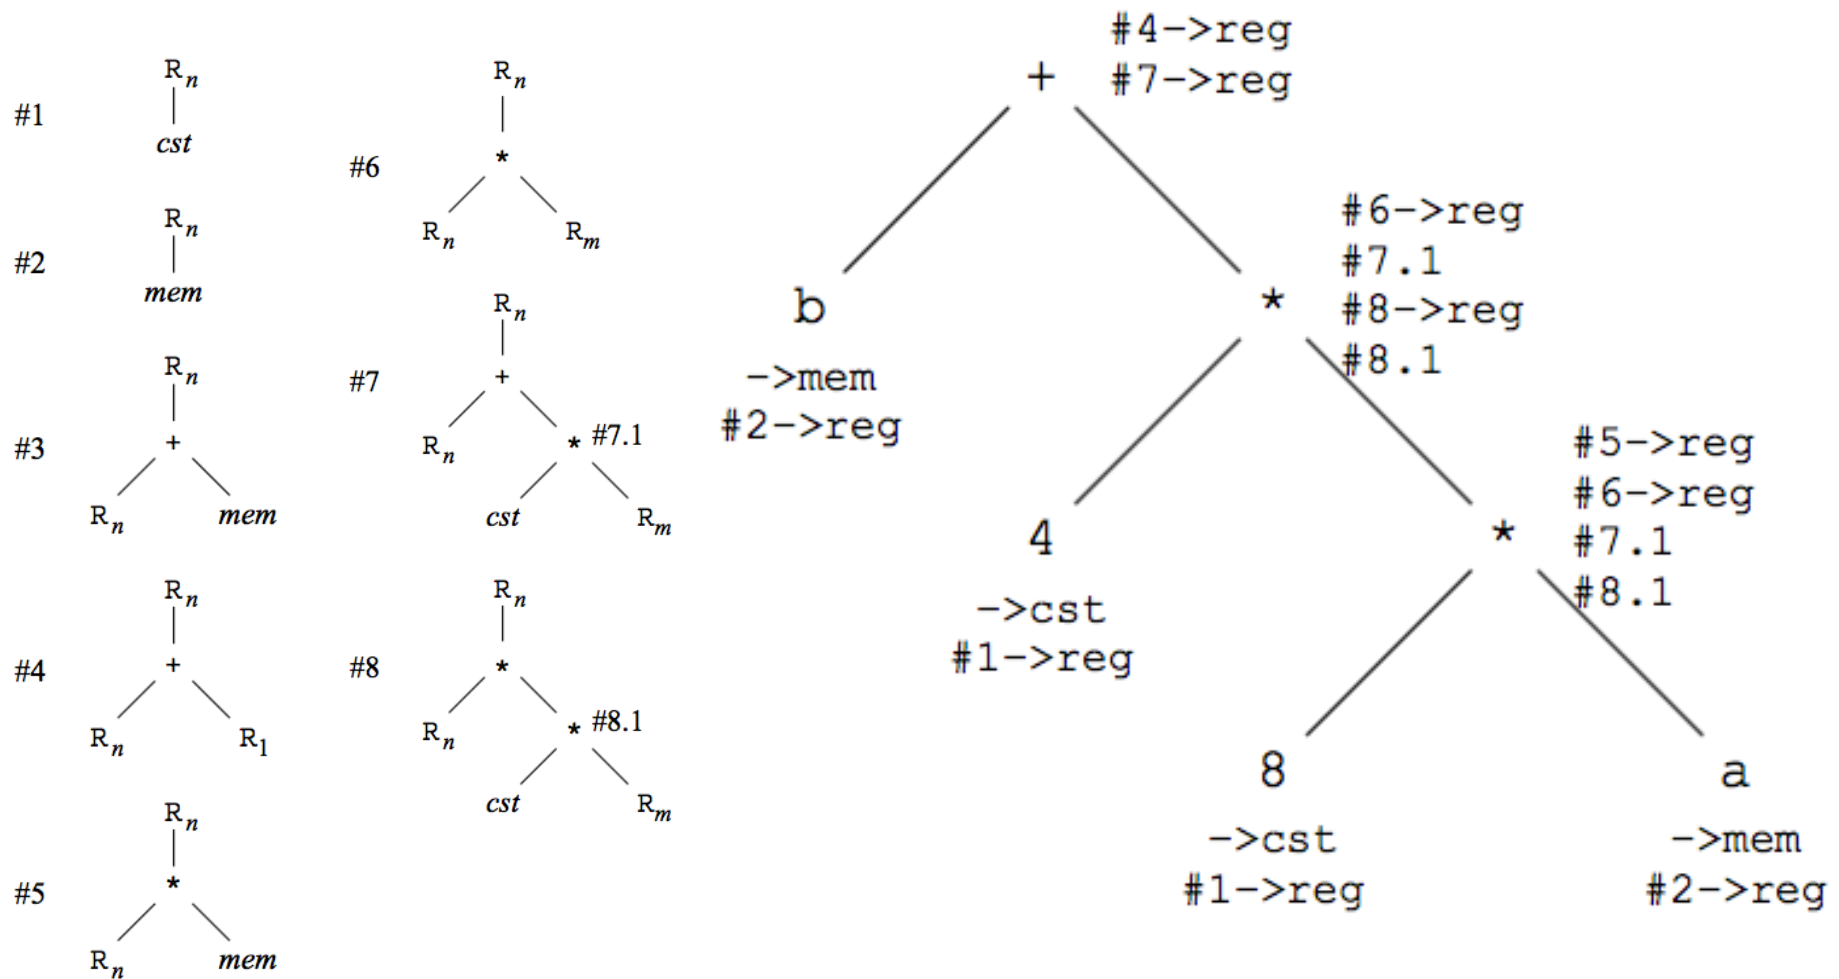 #1
Rn
cst
#2
Rn
mem
#3
Rn
+
Rn mem
#4
Rn
+
Rn R1
#5
Rn
*
Rn mem
#6
Rn
*
Rn Rm
#7
Rn
+
Rn * #7.1
cst Rm
#8
Rn
*
Rn * #8.1
cst Rm
#4->reg
+ #7->reg
b
->mem
#2->reg
#6->reg
#7.1
* #8->reg
#8.1
4
->cst
#1->reg
#5->reg
#6->reg
* #7.1
#8.1
8
->cst
#1->reg
a
->mem
#2->reg